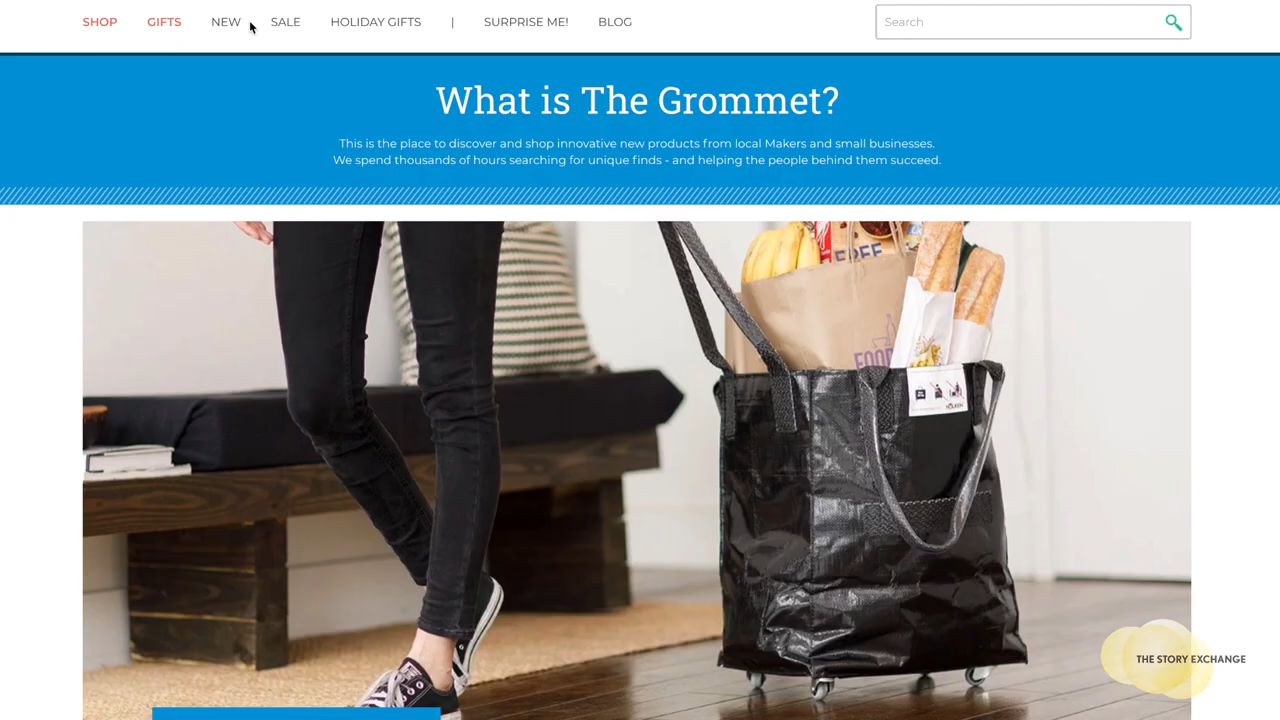 SHOP GIFTS NEW SALE HOLIDAY GIFTS | SURPRISE ME! BLOG Search
What is The Grommet?
This is the place to discover and shop innovative new products from local Makers and small businesses.
We spend thousands of hours searching for unique finds - and helping the people behind them succeed.
FREE
FOOD
THE STORY EXCHANGE